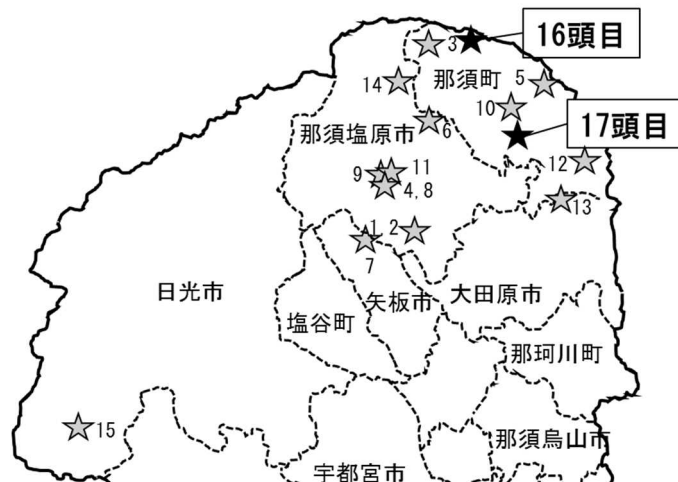 16頭目
3
那須町
5
14
10
17頭目
那須塩原市
6
12
11
9
4,8
13
1
2
7
日光市
矢板市
大田原市
塩谷町
那珂川町
15
那須烏山市
宇都宮市